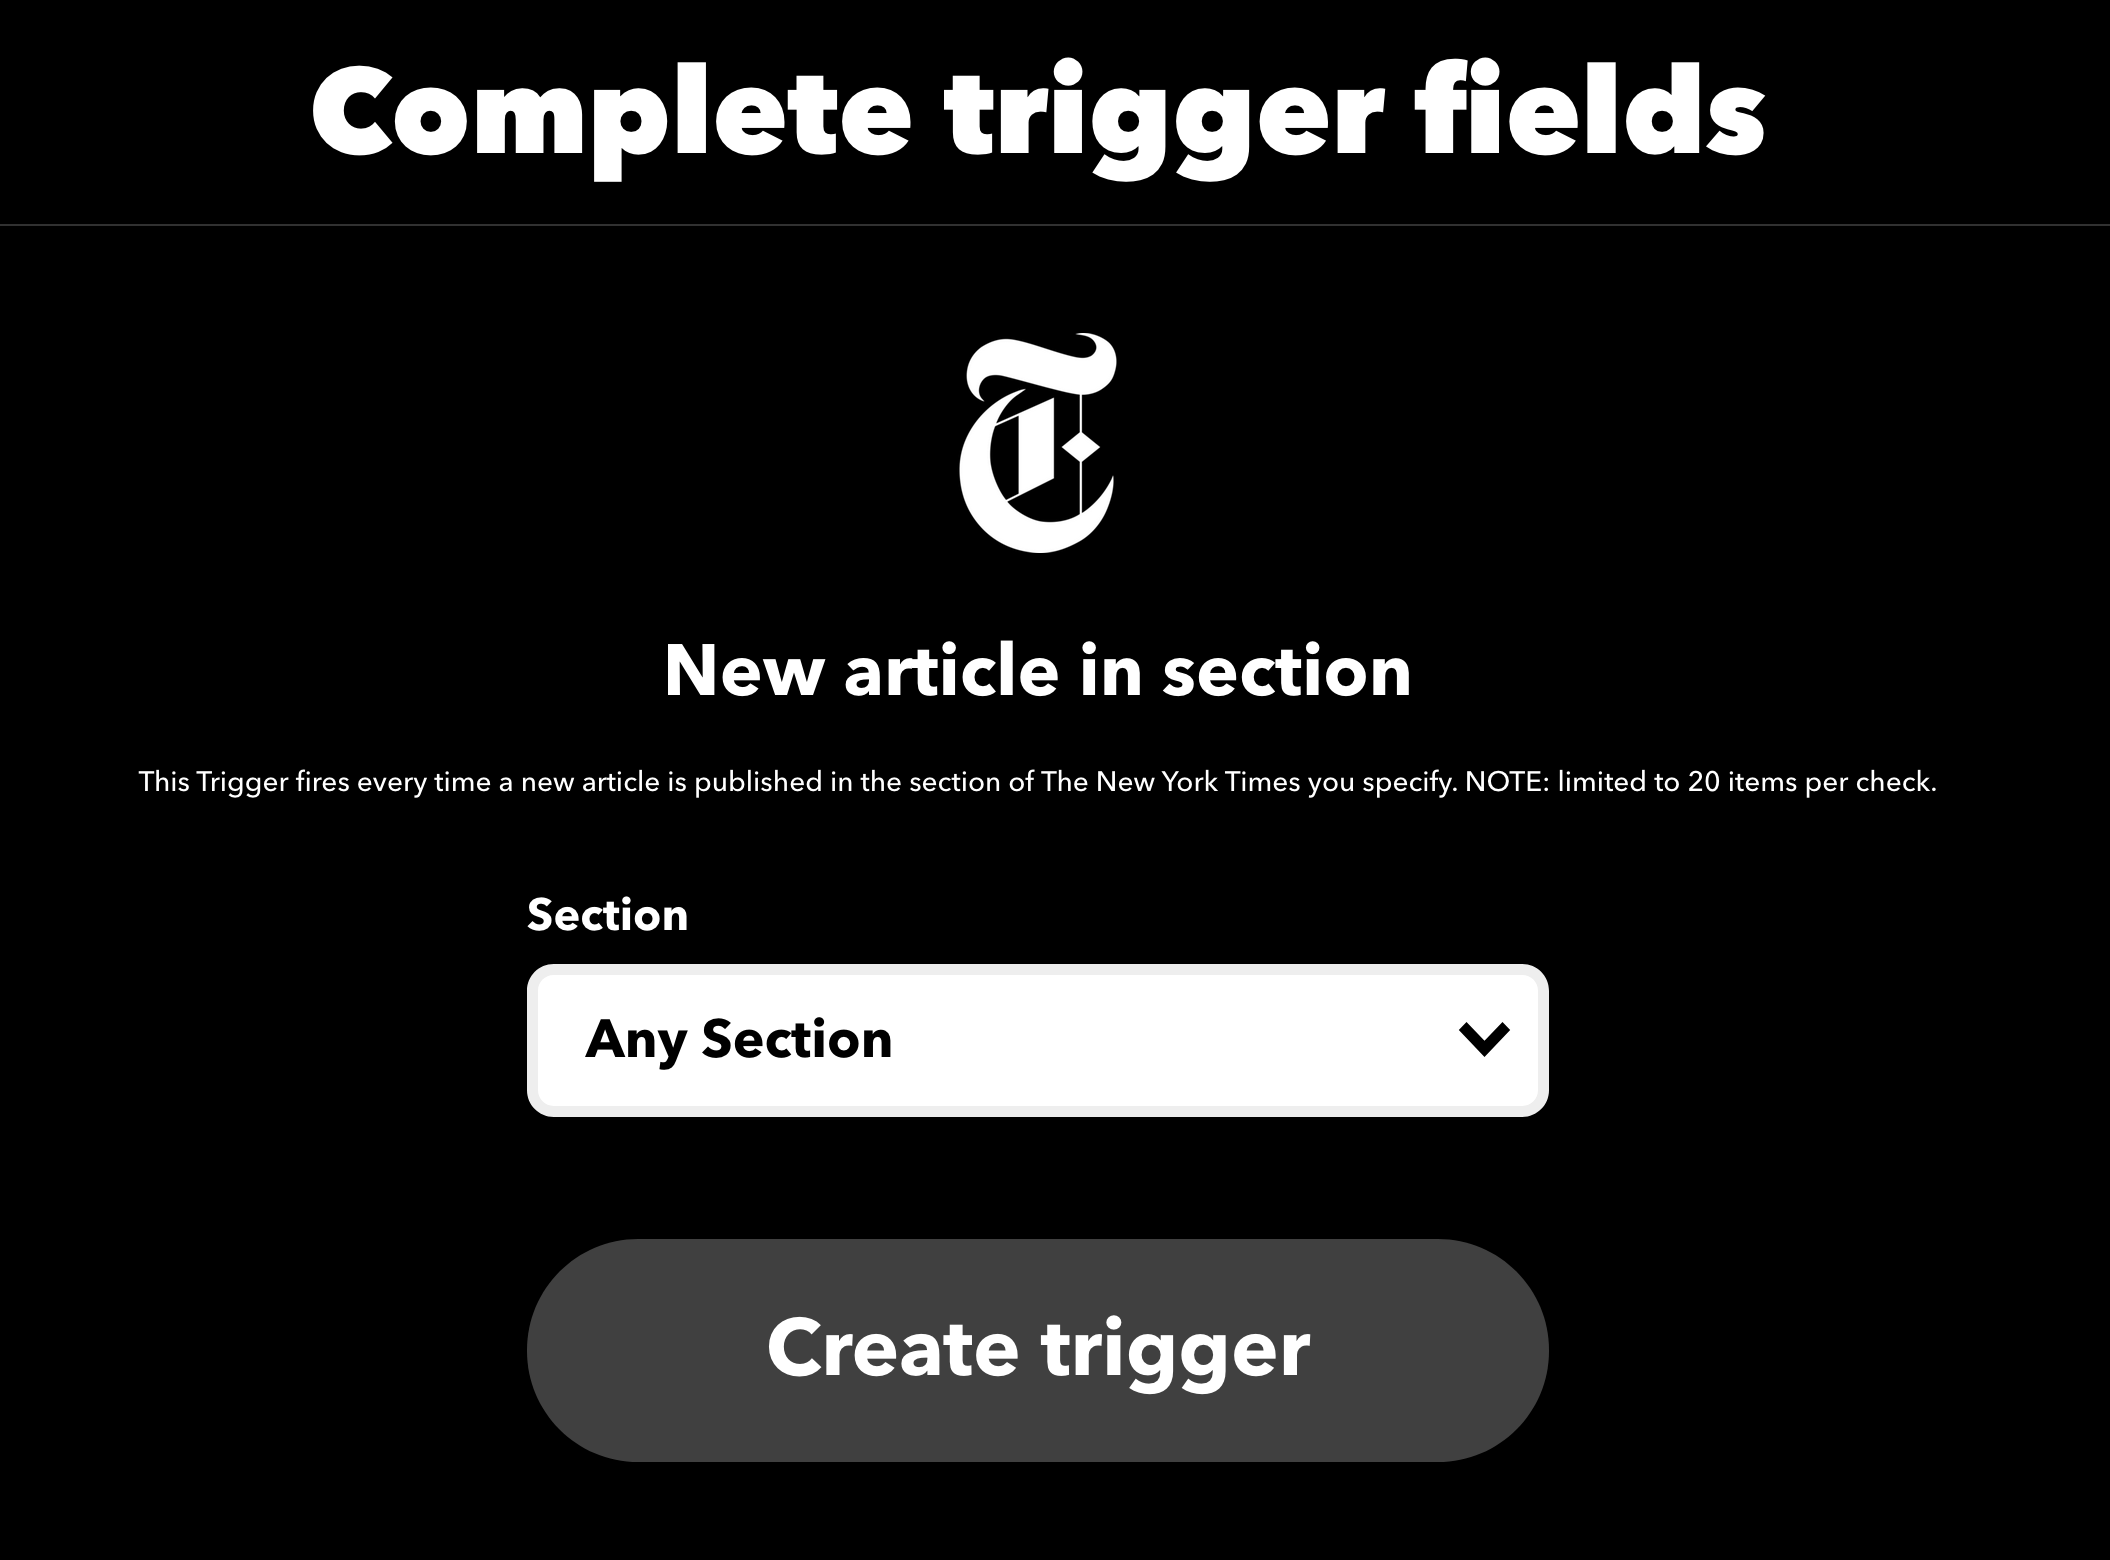 Complete trigger fields
New article in section
This Trigger fires every time a new article is published in the section of The New York Times you specify. NOTE: limited to 20 items per check.
Section
Any Section
Create trigger